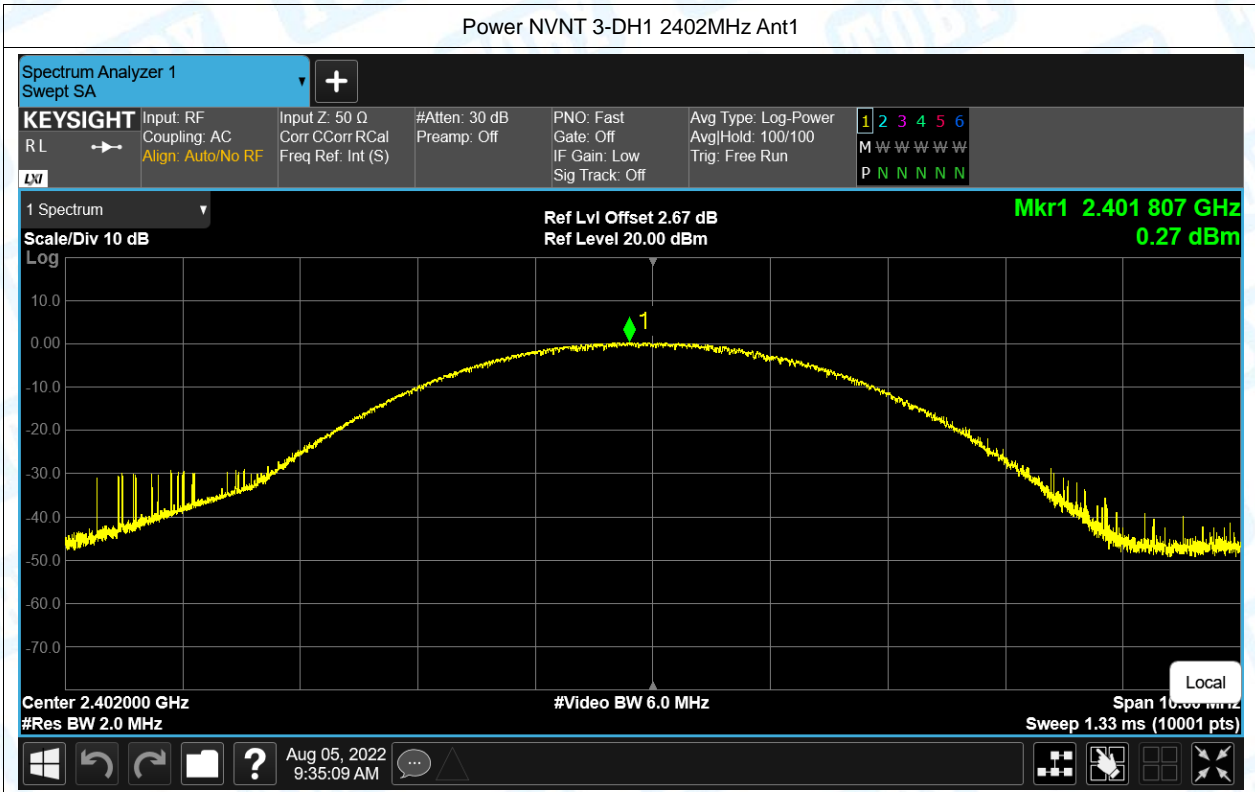 Power NVNT 3-DH1 2402MHz Ant1
Spectrum Analyzer 1
Swept SA
KEYSIGHT
RL
LXI
Input: RF
Coupling: AC
Align: Auto/No RF
Input Z: 50 Ω
Corr CCorr RCal
Freq Ref: Int (S)
#Atten: 30 dB
Preamp: Off
PNO: Fast
Gate: Off
IF Gain: Low
Sig Track: Off
Avg Type: Log-Power
Avg|Hold: 100/100
Trig: Free Run
1 2 3 4 5 6
M W W W W W
P N N N N N
1 Spectrum
Scale/Div 10 dB
Ref Lvl Offset 2.67 dB
Ref Level 20.00 dBm
Mkr1 2.401 807 GHz
0.27 dBm
Log
10.0
0.00
-10.0
-20.0
-30.0
-40.0
-50.0
-60.0
-70.0
1
Local
Center 2.402000 GHz
#Res BW 2.0 MHz
#Video BW 6.0 MHz
Span 10.00 MHz
Sweep 1.33 ms (10001 pts)
?
Aug 05, 2022
9:35:09 AM